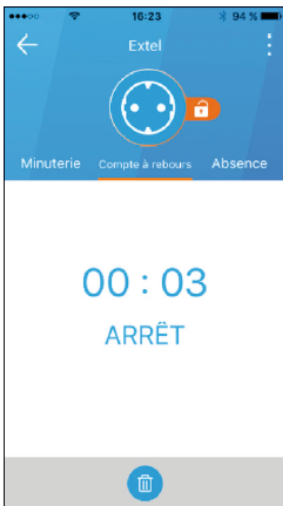 16:23
94 %
Extel
Minuterie Compte à rebours Absence
00 : 03
ARRÊT